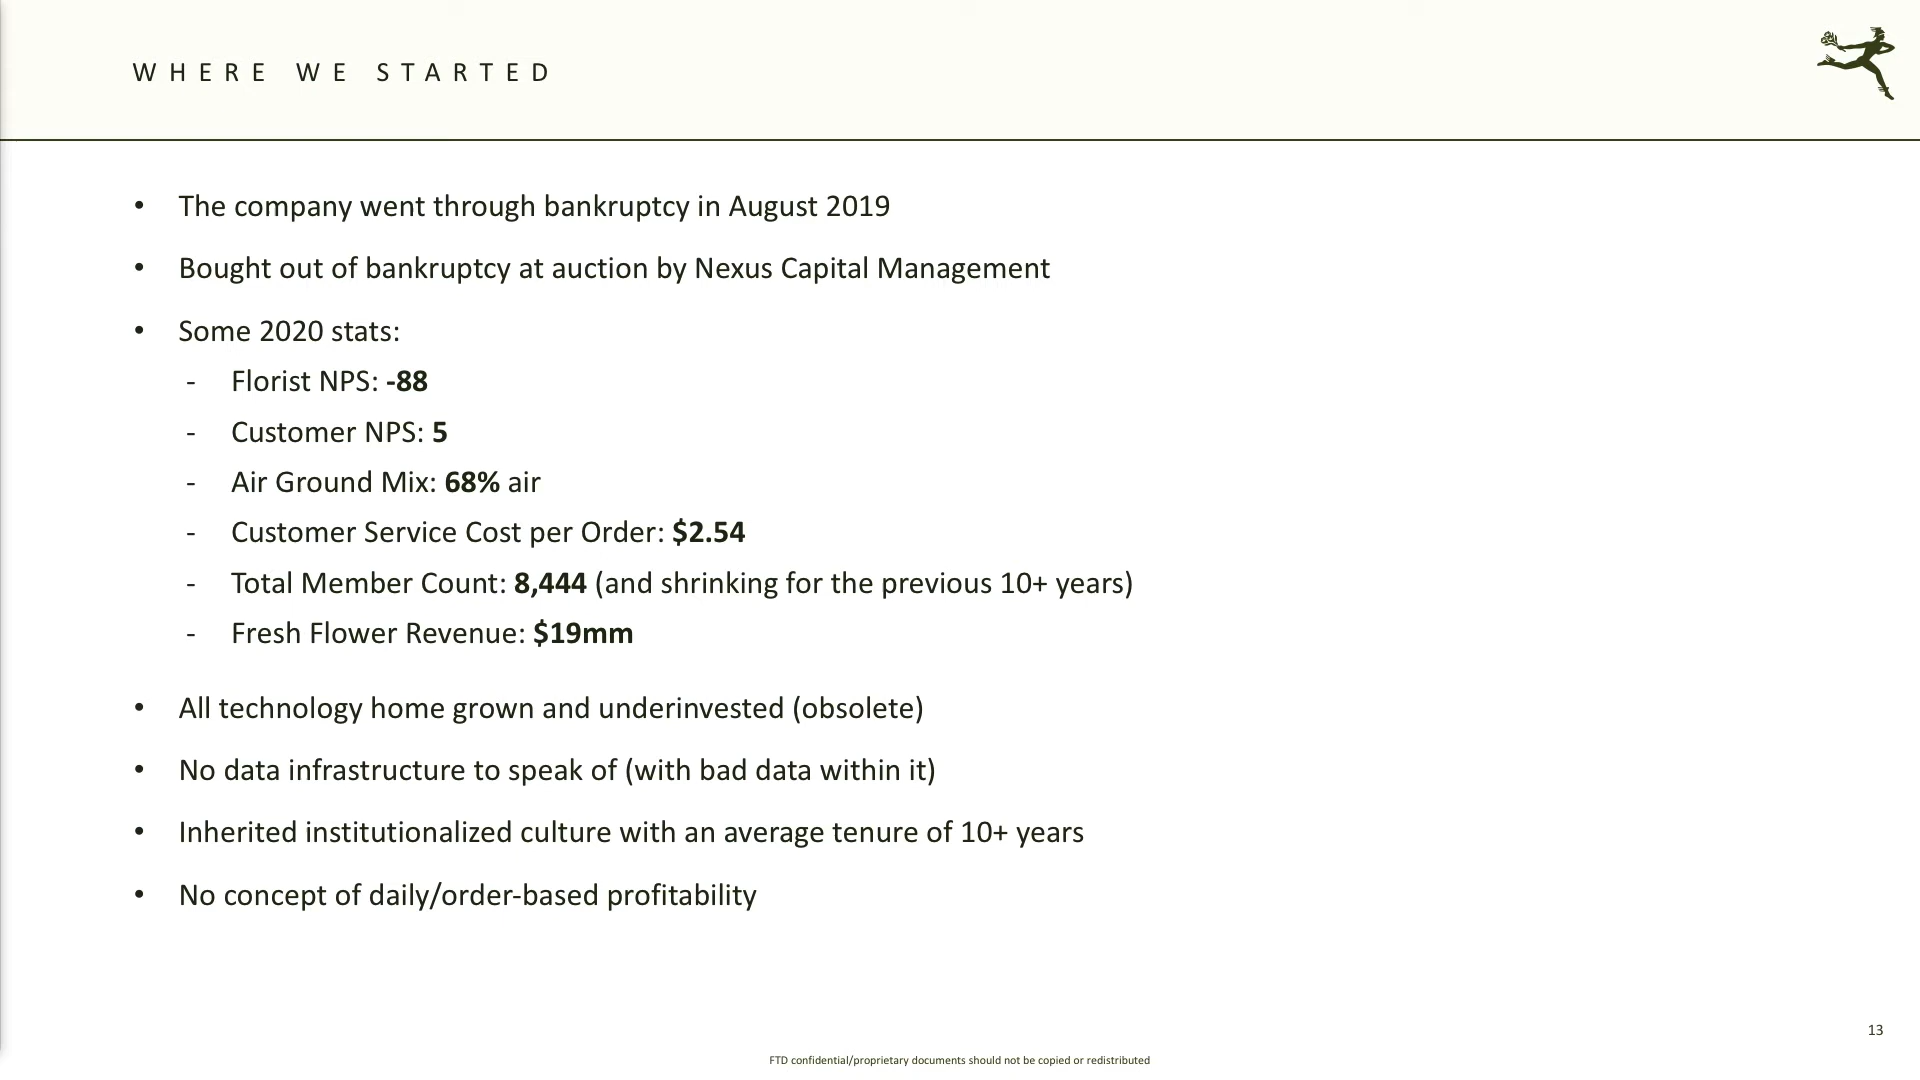 WHERE WE STARTED
• The company went through bankruptcy in August 2019
• Bought out of bankruptcy at auction by Nexus Capital Management
• Some 2020 stats:
- Florist NPS: -88
- Customer NPS: 5
- Air Ground Mix: 68% air
- Customer Service Cost per Order: $2.54
- Total Member Count: 8,444 (and shrinking for the previous 10+ years)
- Fresh Flower Revenue: $19mm
• All technology home grown and underinvested (obsolete)
• No data infrastructure to speak of (with bad data within it)
• Inherited institutionalized culture with an average tenure of 10+ years
• No concept of daily/order-based profitability
13
FTD confidential/proprietary documents should not be copied or redistributed